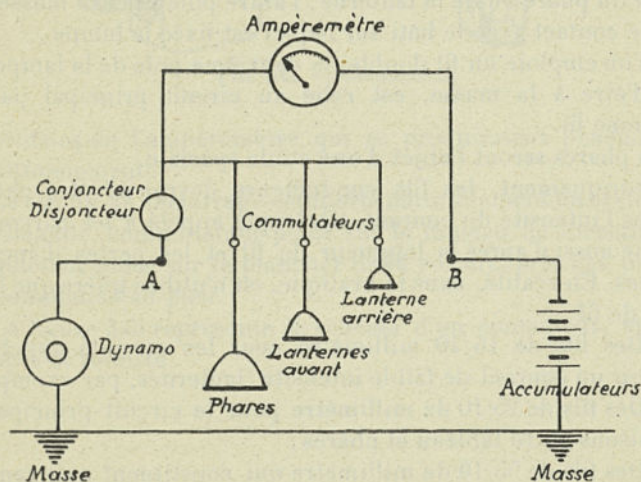 Ampèremètre
Conjoncteur
Disjoncteur
Commutateurs
A
B
Lanterne
arrière
Dynamo
Lanternes
avant
Phares
Accumulateurs
Masse
Masse